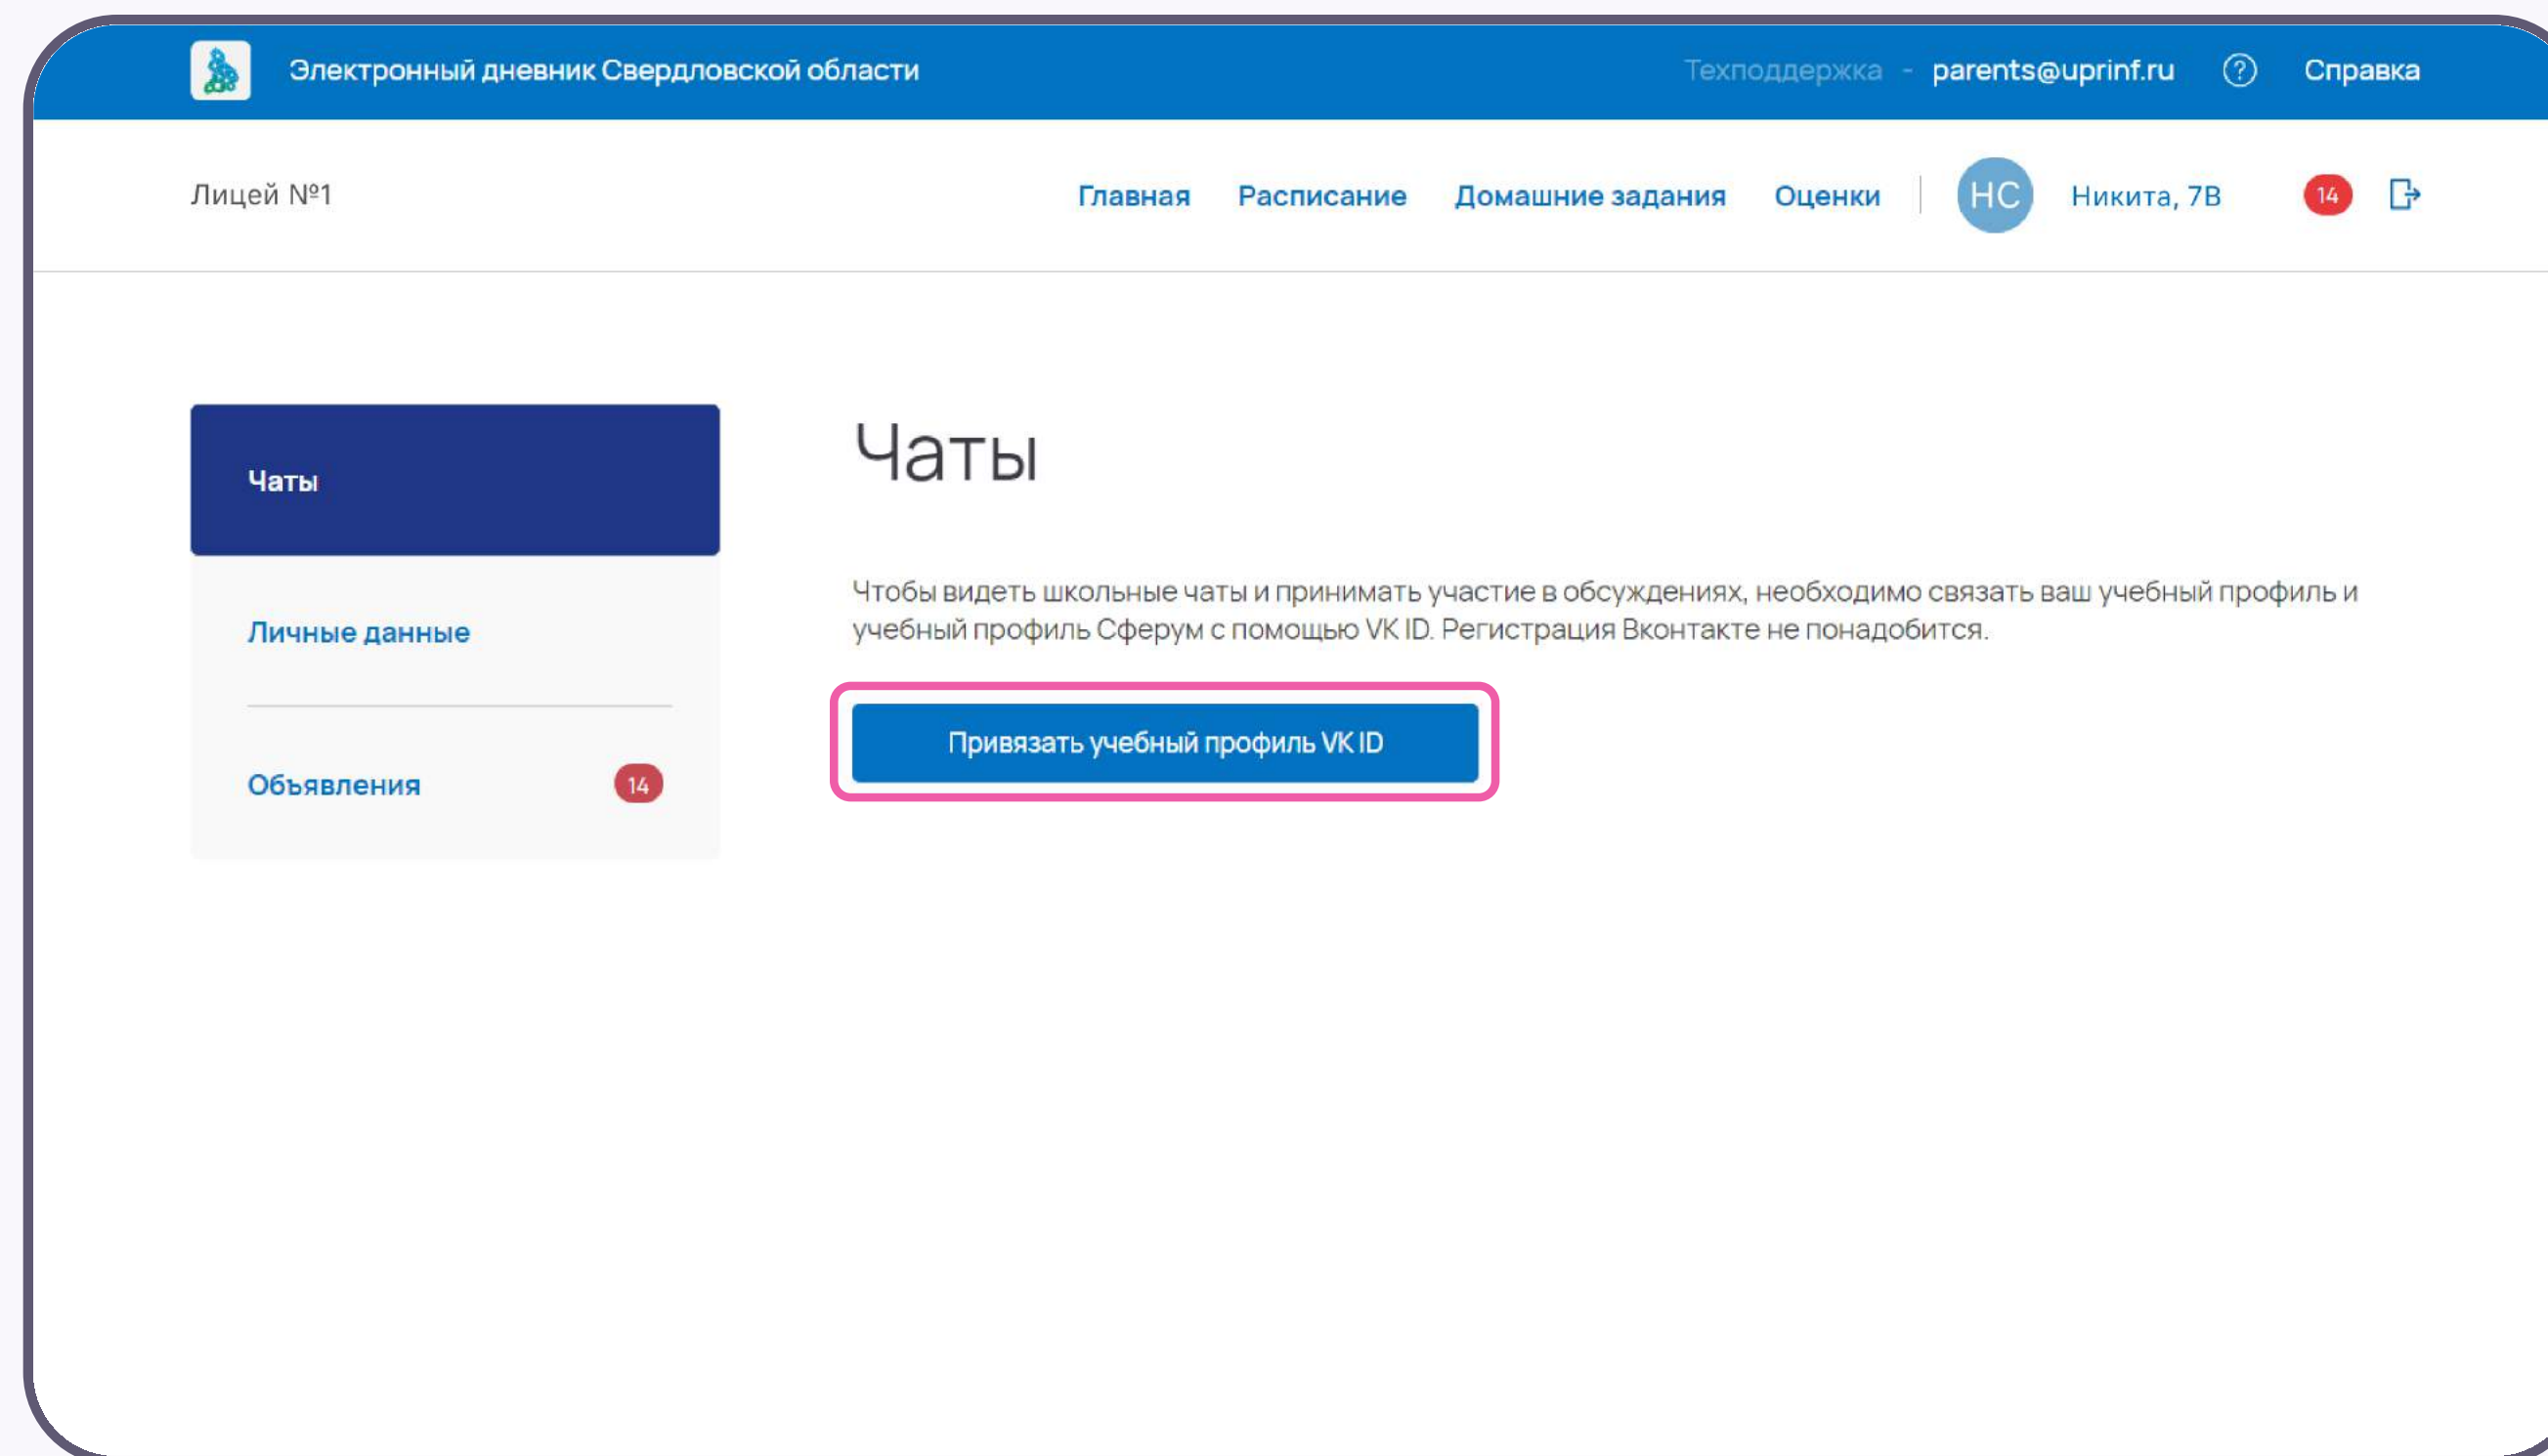 Электронный дневник Свердловской области
Техподдержка - parents@uprinf.ru ? Справка
Лицей №1
Главная Расписание Домашние задания Оценки НС Никита, 7В 14
Чаты
Личные данные
Объявления 14
Чаты
Чтобы видеть школьные чаты и принимать участие в обсуждениях, необходимо связать ваш учебный профиль и
учебный профиль Сферум с помощью VK ID. Регистрация Вконтакте не понадобится.
Привязать учебный профиль VK ID